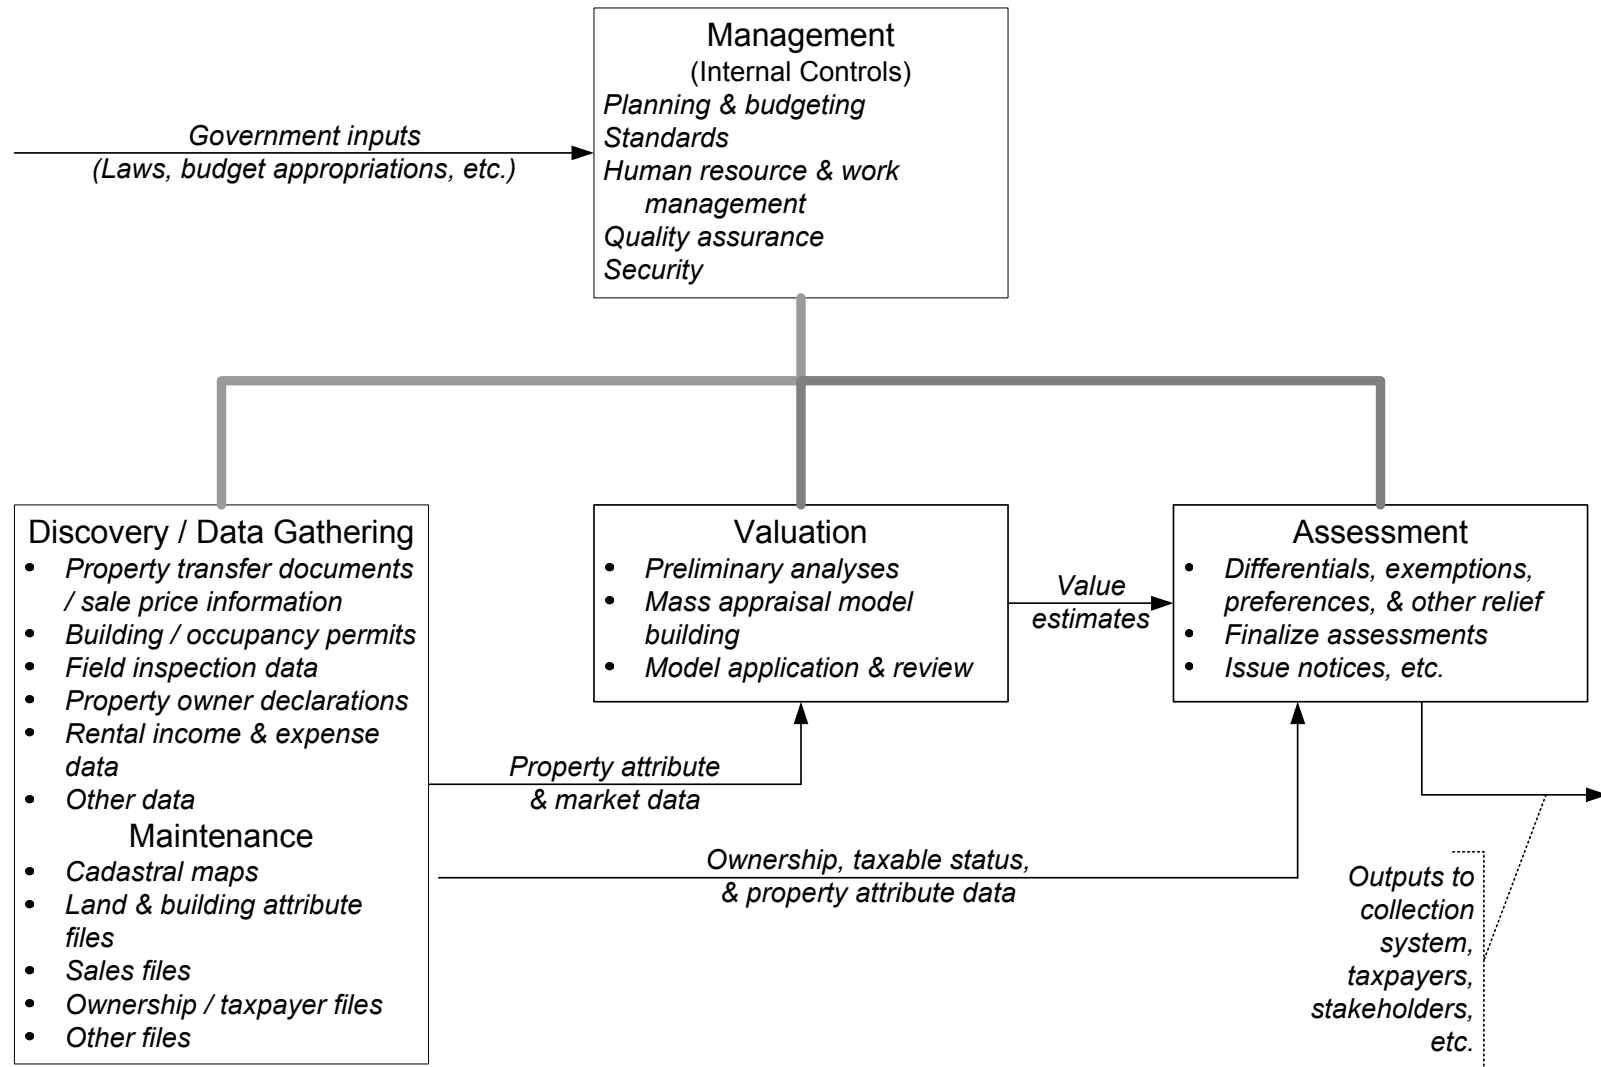 Management
(Internal Controls)
Planning & budgeting
Standards
Human resource & work
management
Quality assurance
Security
Government inputs
(Laws, budget appropriations, etc.)
Discovery / Data Gathering
• Property transfer documents
/ sale price information
• Building / occupancy permits
• Field inspection data
• Property owner declarations
• Rental income & expense
data
• Other data
Maintenance
• Cadastral maps
• Land & building attribute
files
• Sales files
• Ownership / taxpayer files
• Other files
Valuation
• Preliminary analyses
• Mass appraisal model
building
• Model application & review
Value
estimates
Assessment
• Differentials, exemptions,
preferences, & other relief
• Finalize assessments
• Issue notices, etc.
Property attribute
& market data
Ownership, taxable status,
& property attribute data
Outputs to
collection
system,
taxpayers,
stakeholders,
etc.